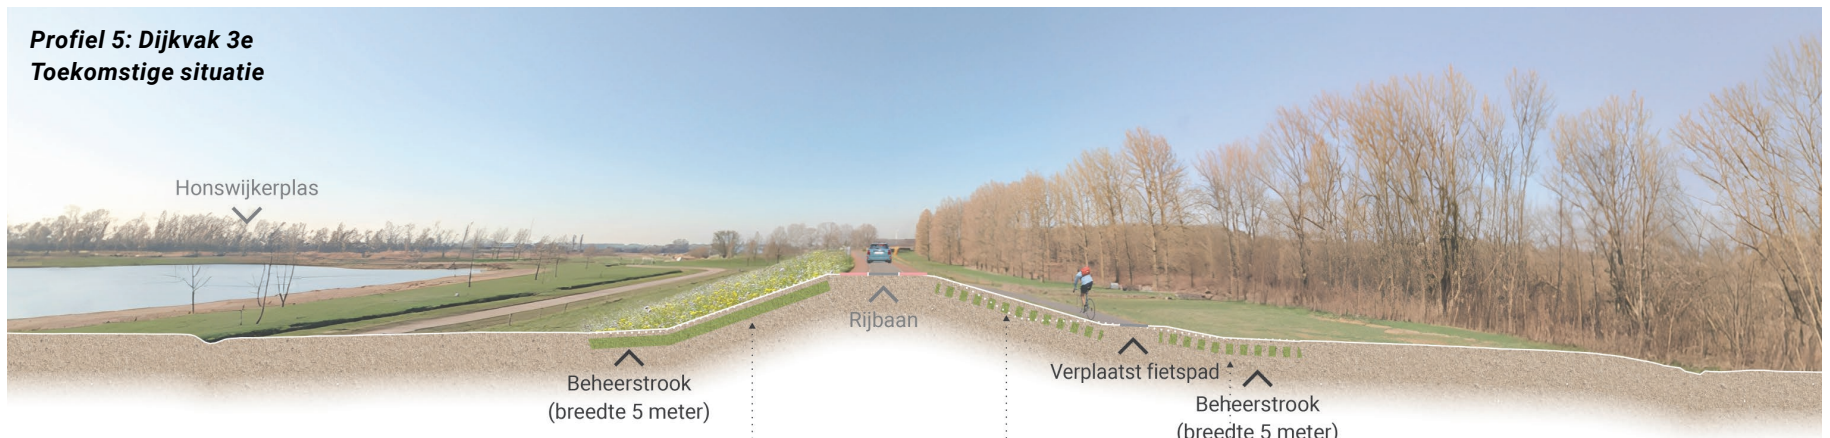 Profiel 5: Dijkvak 3e
Toekomstige situatie
Honswijkerplas
Rijbaan
Verplaatst fietspad
Beheerstrook
(breedte 5 meter)
Beheerstrook
(breedte 5 meter)